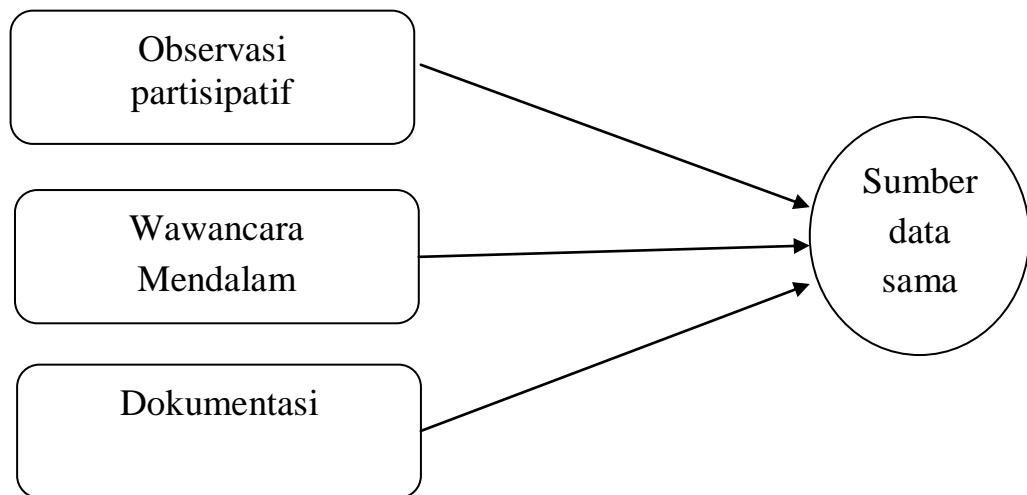 Observasi
partisipatif
Wawancara
Mendalam
Dokumentasi
Sumber
data
sama